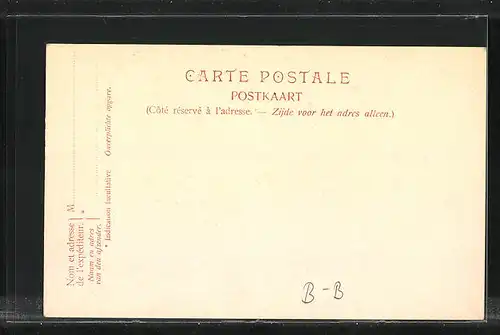 CARTE POSTALE
POSTKAART
(Côté réservé à l'adresse. — Zijde voor het adres alleen.)
M
Nom et adresse
de l'expéditeur. *
Naam en adres
van den afzender.
* Indication facultative Onverplichte opgave.
B-B